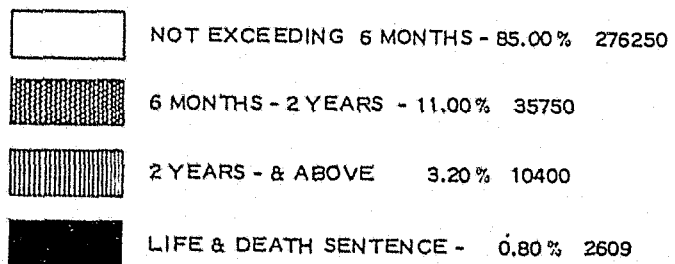 NOT EXCEEDING 6 MONTHS - 85.00% 276250
6 MONTHS - 2 YEARS - 11.00% 35750
2 YEARS - & ABOVE 3.20% 10400
LIFE & DEATH SENTENCE - 0.80% 2609